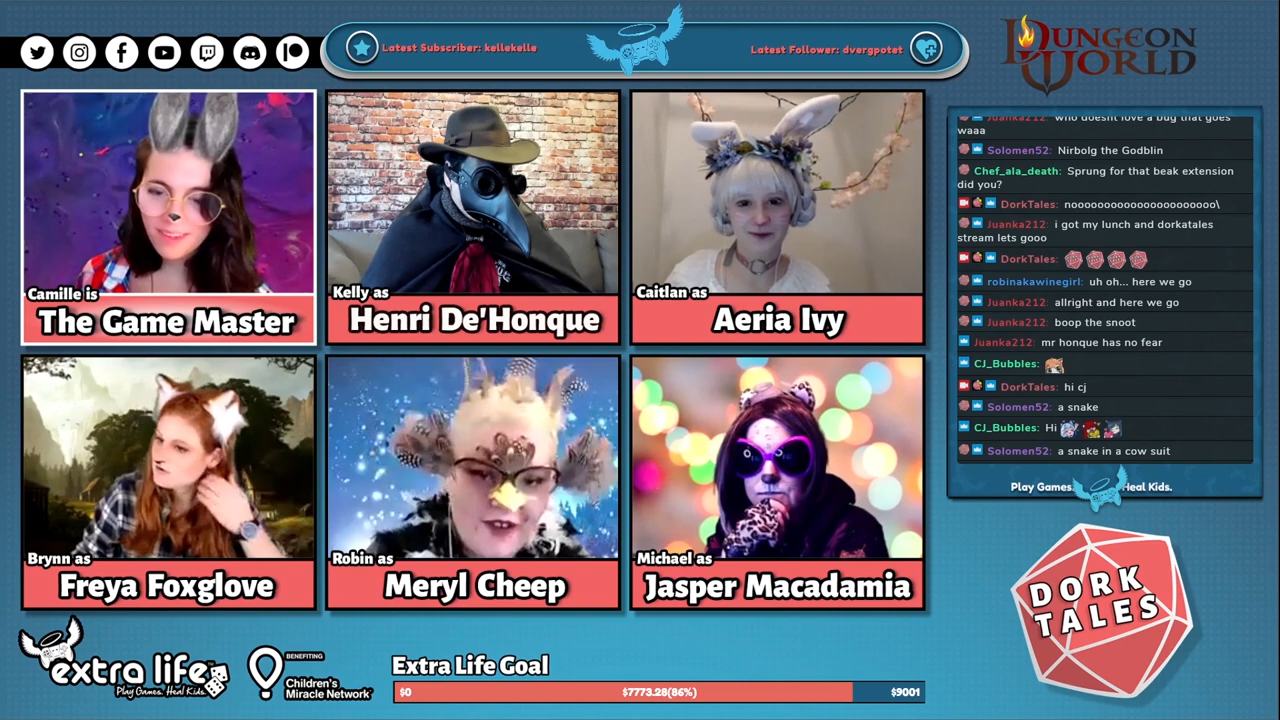 Latest Subscriber: kellekelle
Latest Follower: dvergpotet
DUNGEON
WORLD
Camille is
The Game Master
Kelly as
Henri De'Honque
Caitlan as
Aeria Ivy
Brynn as
Freya Foxglove
Robin as
Meryl Cheep
Michael as
Jasper Macadamia
Juanka212: who doesnt love a bug that goes
waaa
Solomen52: Nirbolg the Godblin
Chef_ala_death: Sprung for that beak extension
did you?
DorkTales: noooooooooooooooooooooo\
Juanka212: i got my lunch and dorkatales
stream lets gooo
DorkTales:
robinakawinegirl: uh oh... here we go
Juanka212: allright and here we go
Juanka212: boop the snoot
Juanka212: mr honque has no fear
CJ_Bubbles:
DorkTales: hi cj
Solomen52: a snake
CJ_Bubbles: Hi
Solomen52: a snake in a cow suit
Play Games. Heal Kids.
DORK
TALES
extra life
Play Games. Heal Kids.
BENEFITING
Children's
Miracle Network
Extra Life Goal
$0 $7773.28(86%) $9001